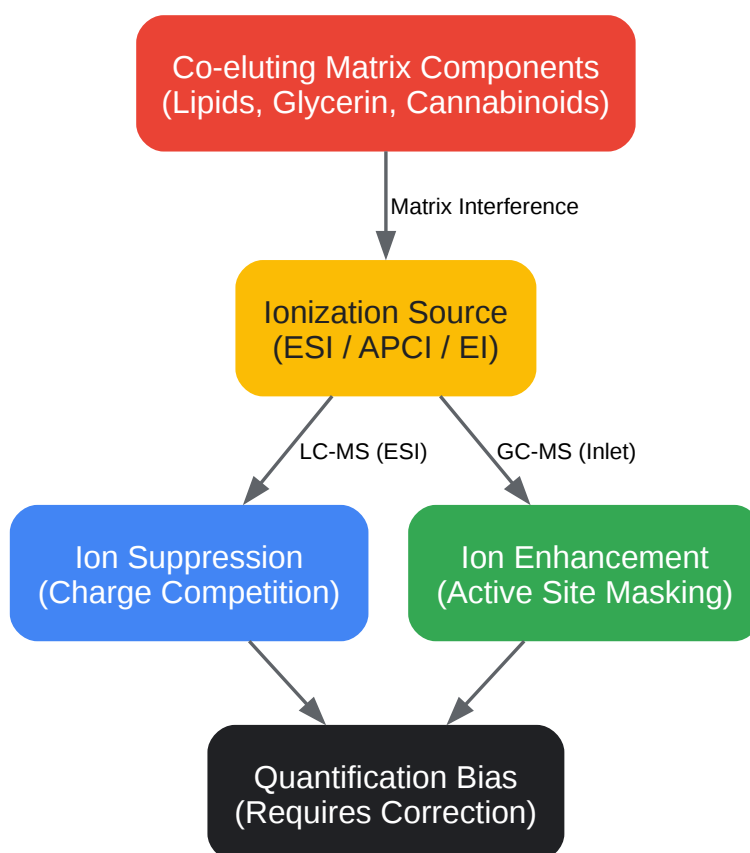 Co-eluting Matrix Components
(Lipids, Glycerin, Cannabinoids)
Matrix Interference
Ionization Source
(ESI / APCI / EI)
LC-MS (ESI)
GC-MS (Inlet)
Ion Suppression
(Charge Competition)
Ion Enhancement
(Active Site Masking)
Quantification Bias
(Requires Correction)